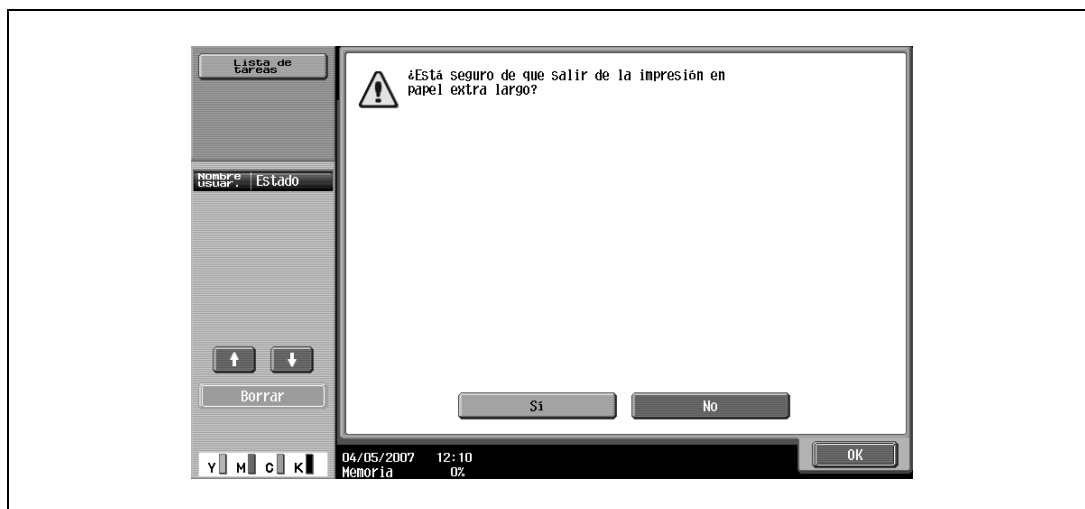 Lista de
tareas
¿Está seguro de que salir de la impresión en
papel extra largo?
Nombre
usuar.
Estado
Borrar
Sí
No
OK
Y M C K
04/05/2007 12:10
Memoria 0%